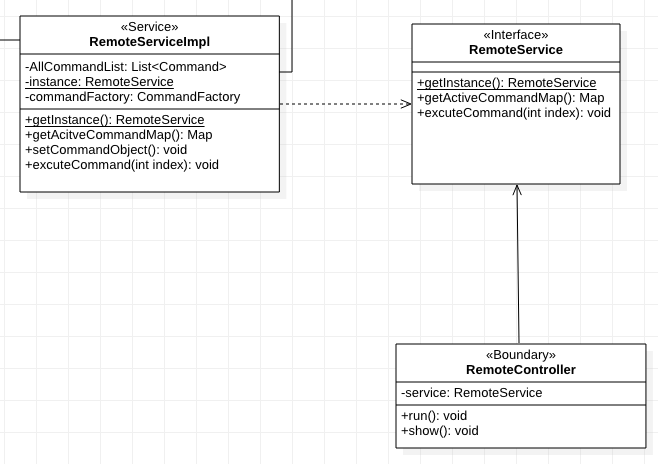 «Service»
RemoteServiceImpl
-AllCommandList: List<Command>
-instance: RemoteService
-commandFactory: CommandFactory
+getInstance(): RemoteService
+getAcitveCommandMap(): Map
+setCommandObject(): void
+excuteCommand(int index): void
«Interface»
RemoteService
+getInstance(): RemoteService
+getActiveCommandMap(): Map
+excuteCommand(int index): void
«Boundary»
RemoteController
-service: RemoteService
+run(): void
+show(): void